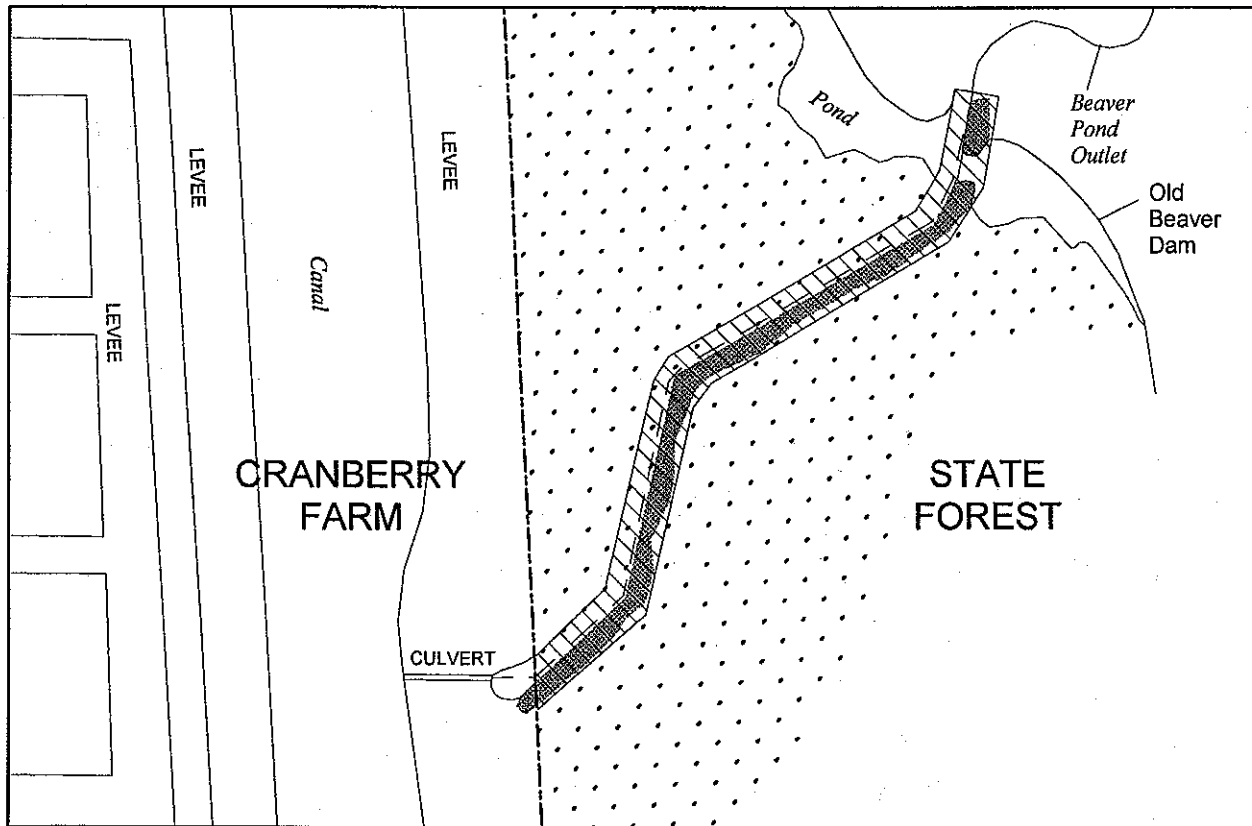 LEVEE
LEVEE
LEVEE
Canal
Pond
Beaver
Pond
Outlet
Old
Beaver
Dam
CRANBERRY
FARM
STATE
FOREST
CULVERT